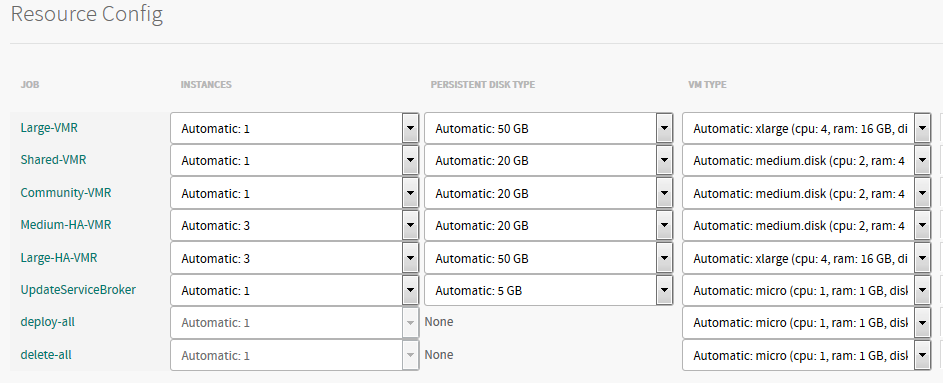 Resource Config
JOB INSTANCES PERSISTENT DISK TYPE VM TYPE
Large-VMR Automatic: 1 Automatic: 50 GB Automatic: xlarge (cpu: 4, ram: 16 GB, di
Shared-VMR Automatic: 1 Automatic: 20 GB Automatic: medium.disk (cpu: 2, ram: 4
Community-VMR Automatic: 1 Automatic: 20 GB Automatic: medium.disk (cpu: 2, ram: 4
Medium-HA-VMR Automatic: 3 Automatic: 20 GB Automatic: medium.disk (cpu: 2, ram: 4
Large-HA-VMR Automatic: 3 Automatic: 50 GB Automatic: xlarge (cpu: 4, ram: 16 GB, di
UpdateServiceBroker Automatic: 1 Automatic: 5 GB Automatic: micro (cpu: 1, ram: 1 GB, disk
deploy-all Automatic: 1 None Automatic: micro (cpu: 1, ram: 1 GB, disk
delete-all Automatic: 1 None Automatic: micro (cpu: 1, ram: 1 GB, disk